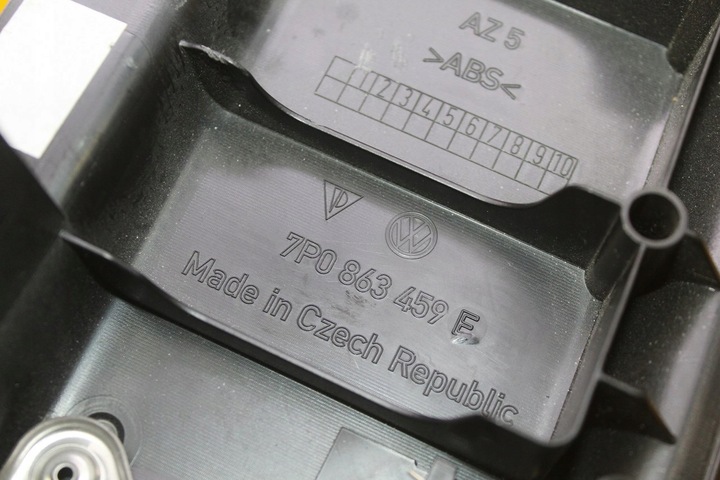 AZ 5
>ABS<
1 2 3 4 5 6 7 8 9 10
7P0 863 459 E
Made in Czech Republic